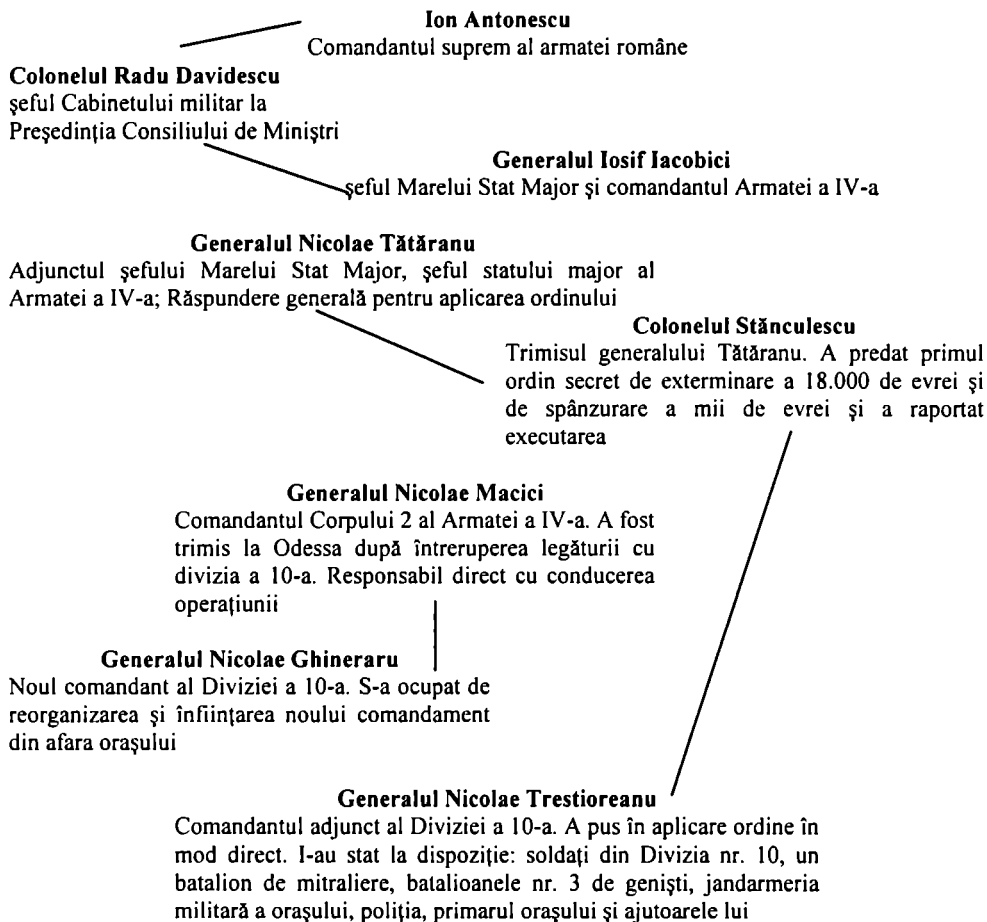 Ion Antonescu
Comandantul suprem al armatei române
Colonelul Radu Davidescu
şeful Cabinetului militar la
Preşedinţia Consiliului de Miniştri
Generalul Iosif Iacobici
şeful Marelui Stat Major şi comandantul Armatei a IV-a
Generalul Nicolae Tătăranu
Adjunctul şefului Marelui Stat Major, şeful statului major al
Armatei a IV-a; Răspundere generală pentru aplicarea ordinului
Colonelul Stănculescu
Trimisul generalului Tătăranu. A predat primul
ordin secret de exterminare a 18.000 de evrei şi
de spânzurare a mii de evrei şi a raportat
executarea
Generalul Nicolae Macici
Comandantul Corpului 2 al Armatei a IV-a. A fost
trimis la Odessa după întreruperea legăturii cu
divizia a 10-a. Responsabil direct cu conducerea
operaţiunii
Generalul Nicolae Ghineraru
Noul comandant al Diviziei a 10-a. S-a ocupat de
reorganizarea şi înfiinţarea noului comandament
din afara oraşului
Generalul Nicolae Trestioreanu
Comandantul adjunct al Diviziei a 10-a. A pus în aplicare ordine în
mod direct. I-au stat la dispoziţie: soldaţi din Divizia nr. 10, un
batalion de mitraliere, batalioanele nr. 3 de genişti, jandarmeria
militară a oraşului, poliţia, primarul oraşului şi ajutoarele lui